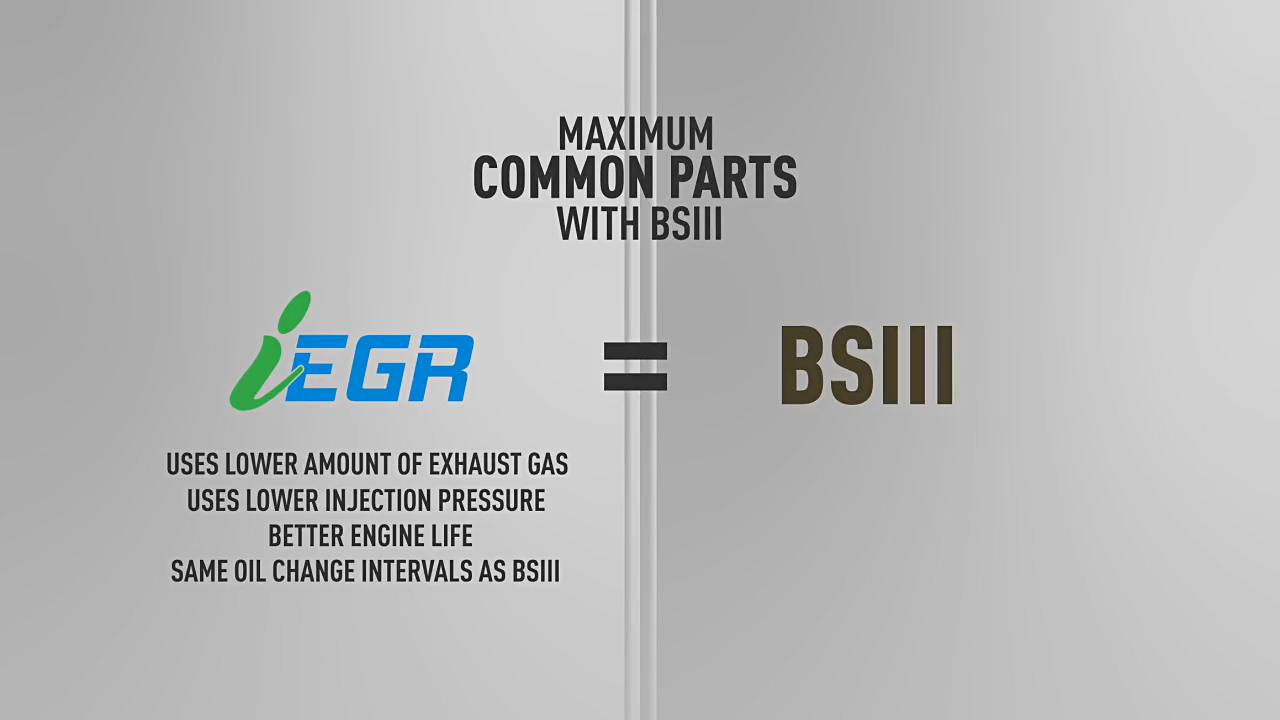 MAXIMUM
COMMON PARTS
WITH BSIII
iEGR = BSIII
USES LOWER AMOUNT OF EXHAUST GAS
USES LOWER INJECTION PRESSURE
BETTER ENGINE LIFE
SAME OIL CHANGE INTERVALS AS BSIII